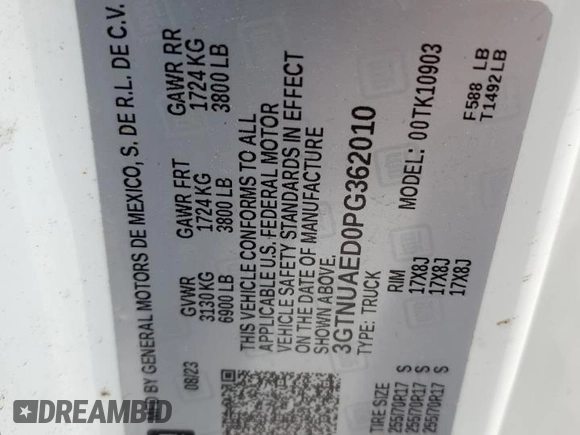 MFD BY GENERAL MOTORS DE MEXICO, S. DE R.L. DE C.V.
08/23
GVWR
3130 KG
6900 LB
GAWR FRT
1724 KG
3800 LB
GAWR RR
1724 KG
3800 LB
THIS VEHICLE CONFORMS TO ALL
APPLICABLE U.S. FEDERAL MOTOR
VEHICLE SAFETY STANDARDS IN EFFECT
ON THE DATE OF MANUFACTURE
SHOWN ABOVE.
3GTNUAED0PG362010
TYPE: TRUCK
MODEL: 00TK10903
TIRE SIZE RIM
255/70R17 S 17X8J
255/70R17 S 17X8J
255/70R17 S 17X8J
F588 LB
T1492 LB
DREAMBID